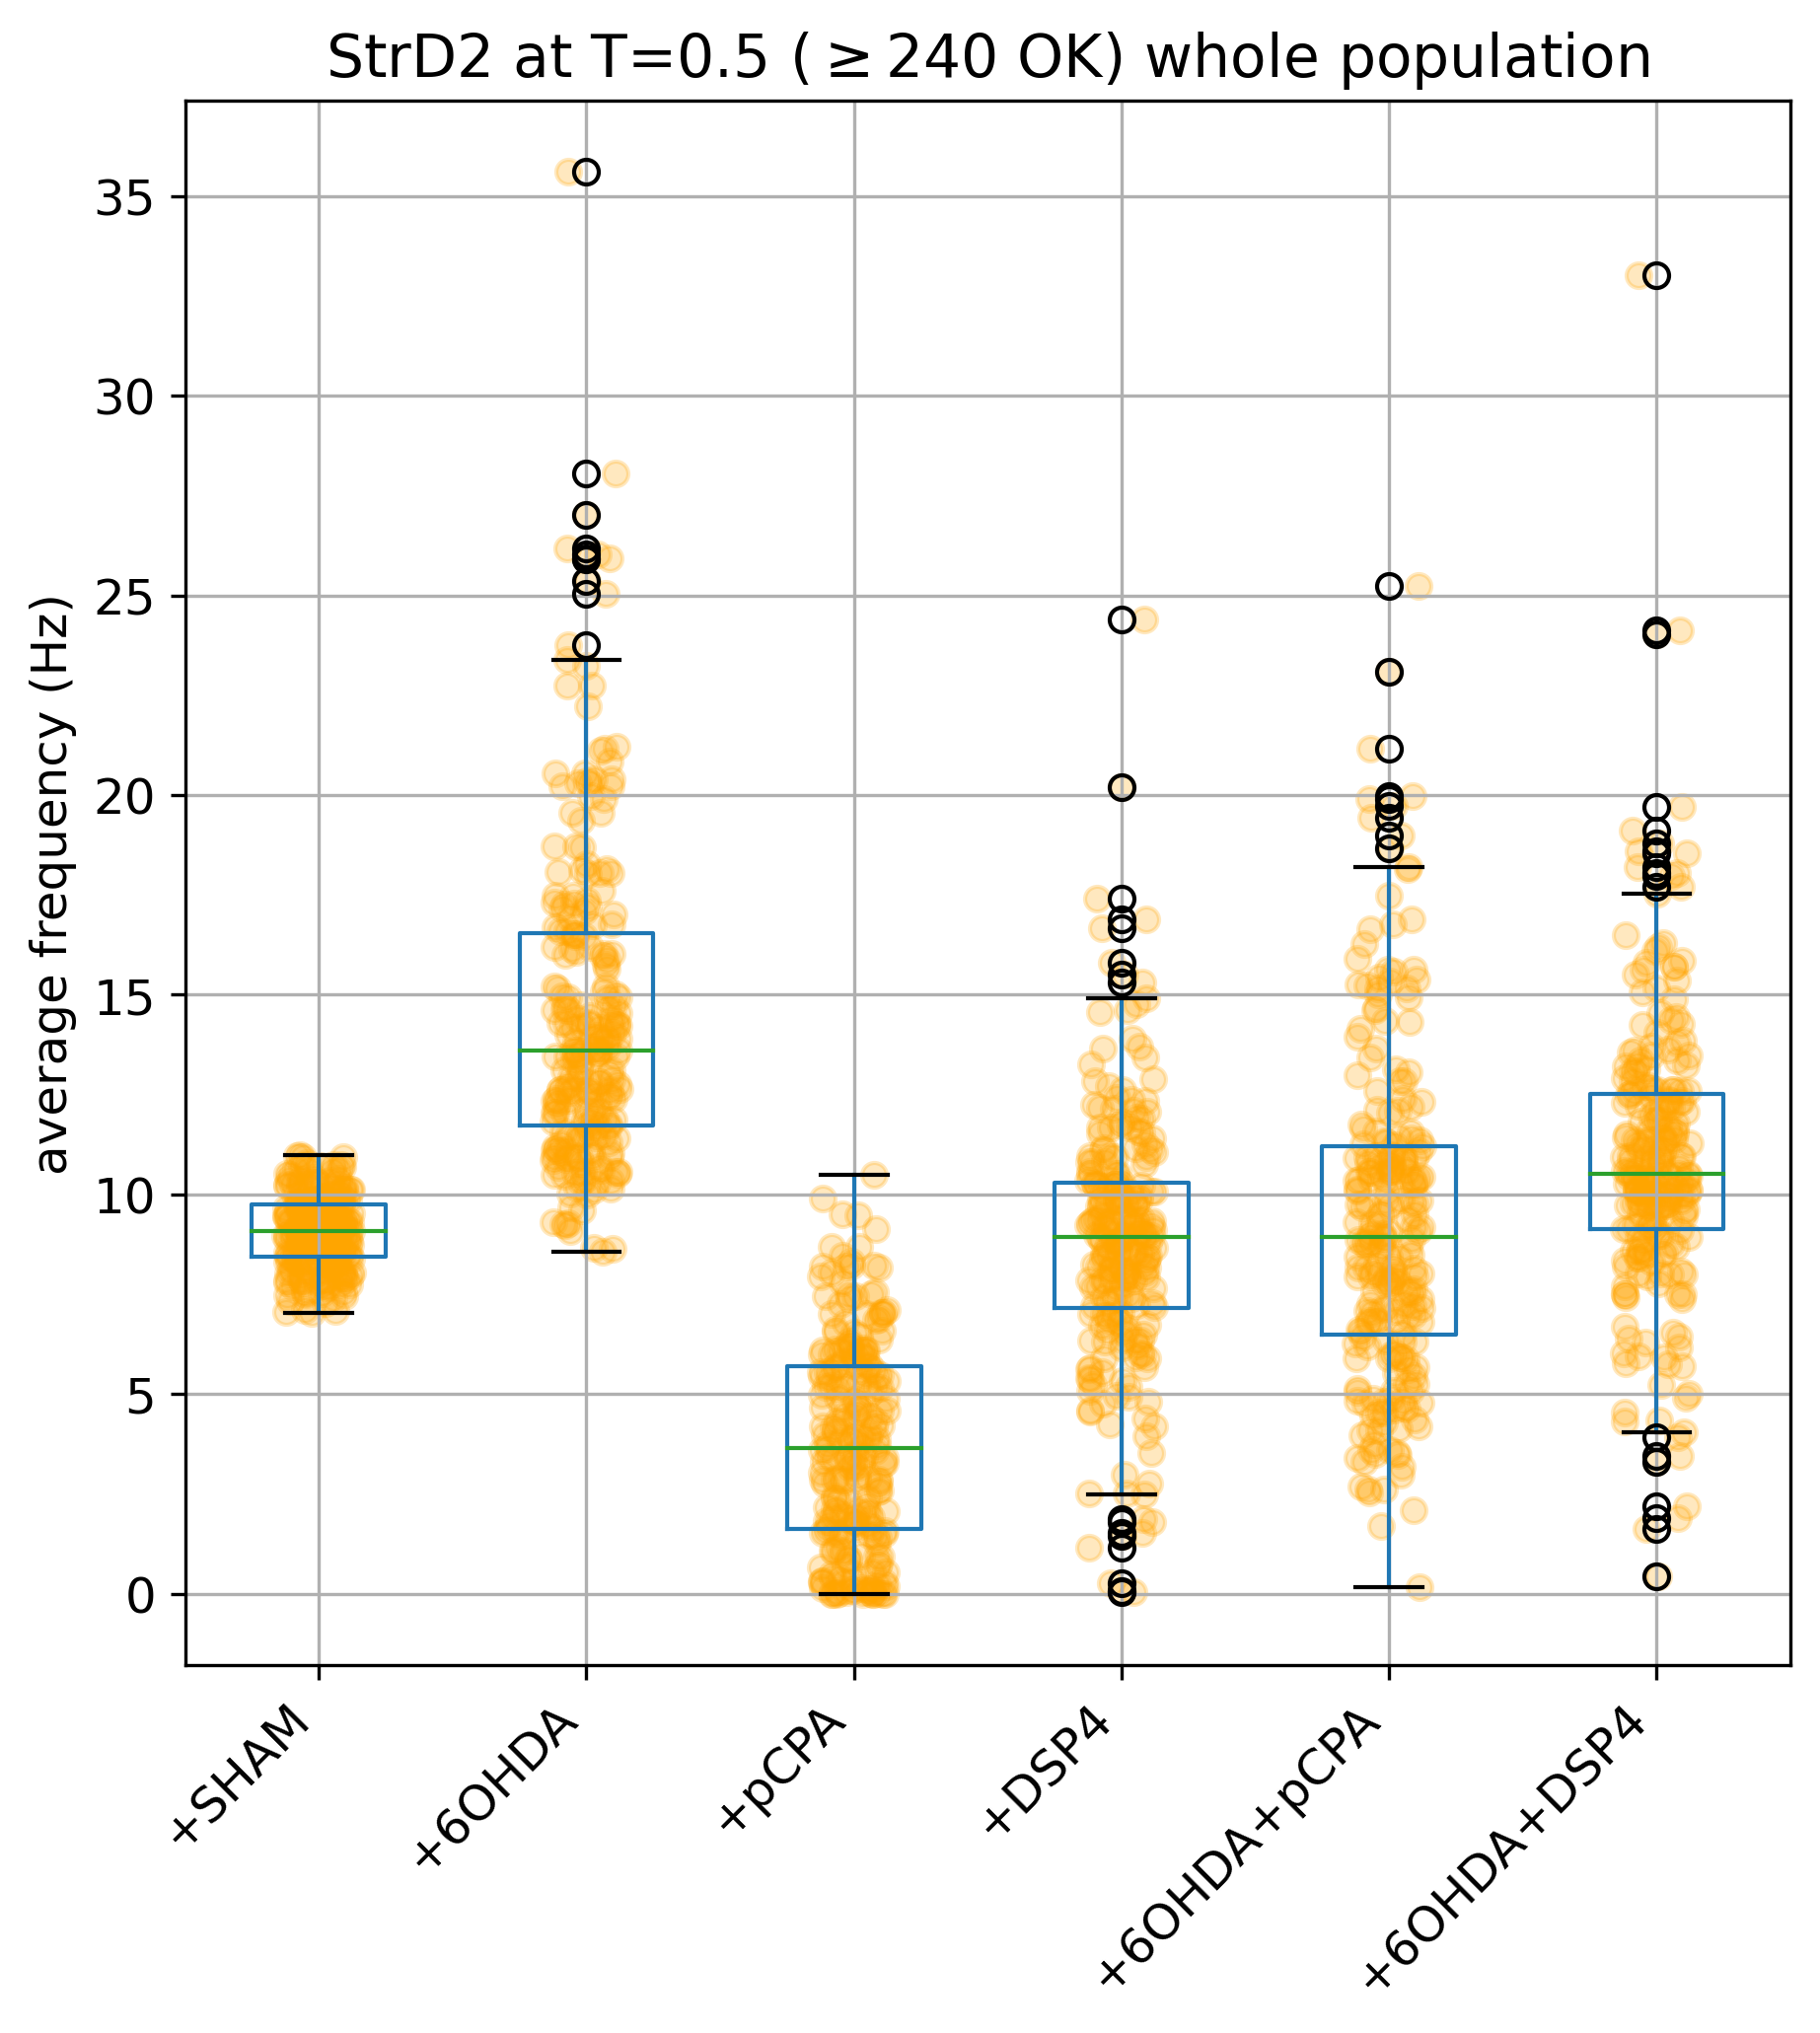 StrD2 at T=0.5 ( ≥ 240 OK) whole population
average frequency (Hz)
35
30
25
20
15
10
5
0
+SHAM
+6OHDA
+pCPA
+DSP4
+6OHDA+pCPA
+6OHDA+DSP4